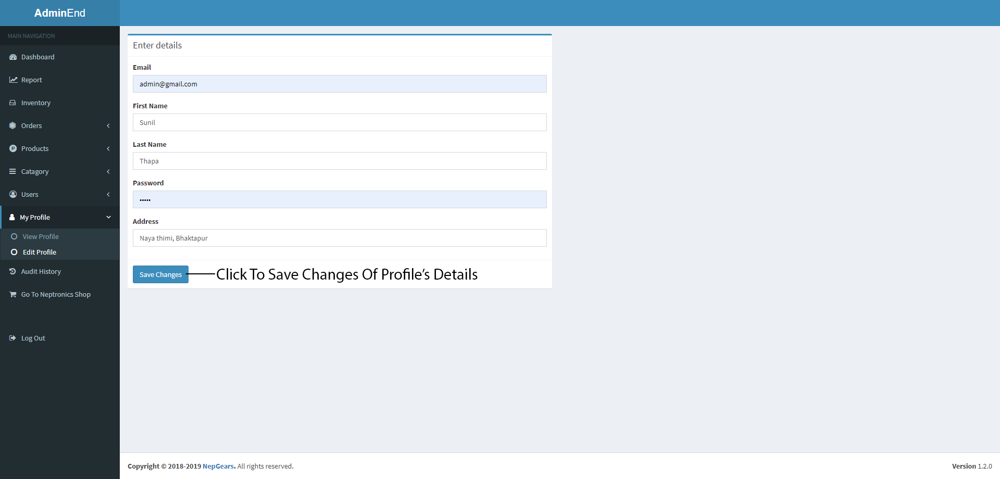 AdminEnd
MAIN NAVIGATION
Dashboard
Report
Inventory
Orders
Products
Catagory
Users
My Profile
View Profile
Edit Profile
Audit History
Go To Neptronics Shop
Log Out
Enter details
Email
admin@gmail.com
First Name
Sunil
Last Name
Thapa
Password
•••••
Address
Naya thimi, Bhaktapur
Save Changes
Click To Save Changes Of Profile’s Details
Copyright © 2018-2019 NepGears. All rights reserved.
Version 1.2.0